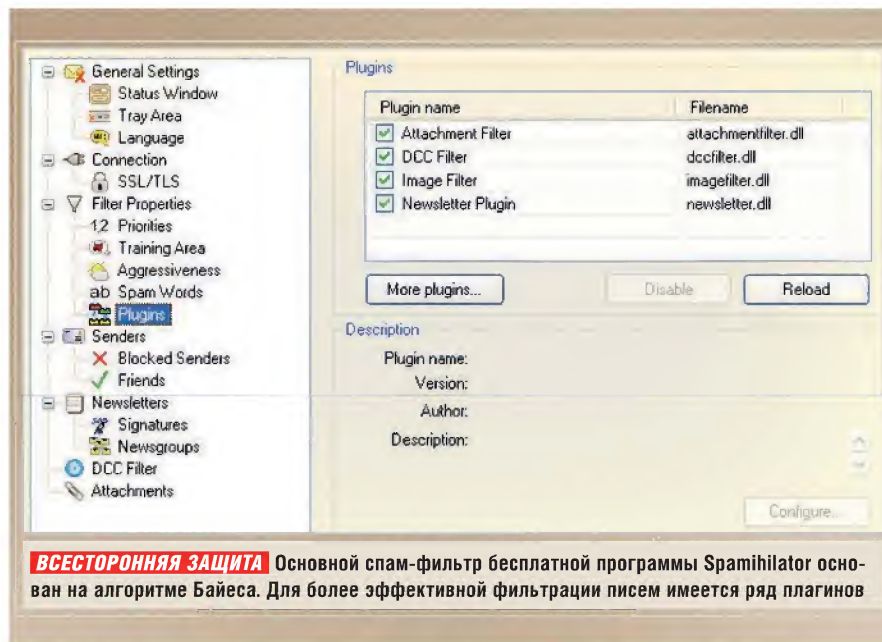 General Settings
Status Window
Tray Area
Language
Connection
SSL/TLS
Filter Properties
1,2 Priorities
Training Area
Aggressiveness
ab Spam Words
Plugins
Senders
Blocked Senders
Friends
Newsletters
Signatures
Newsgroups
DCC Filter
Attachments
Plugins
Plugin name Filename
Attachment Filter attachmentfilter.dll
DCC Filter dccfilter.dll
Image Filter imagefilter.dll
Newsletter Plugin newsletter.dll
More plugins... Disable Reload
Description
Plugin name:
Version:
Author:
Description:
Configure...
ВСЕСТОРОННЯЯ ЗАЩИТА Основной спам-фильтр бесплатной программы Spamihilator осно-
ван на алгоритме Байеса. Для более эффективной фильтрации писем имеется ряд плагинов